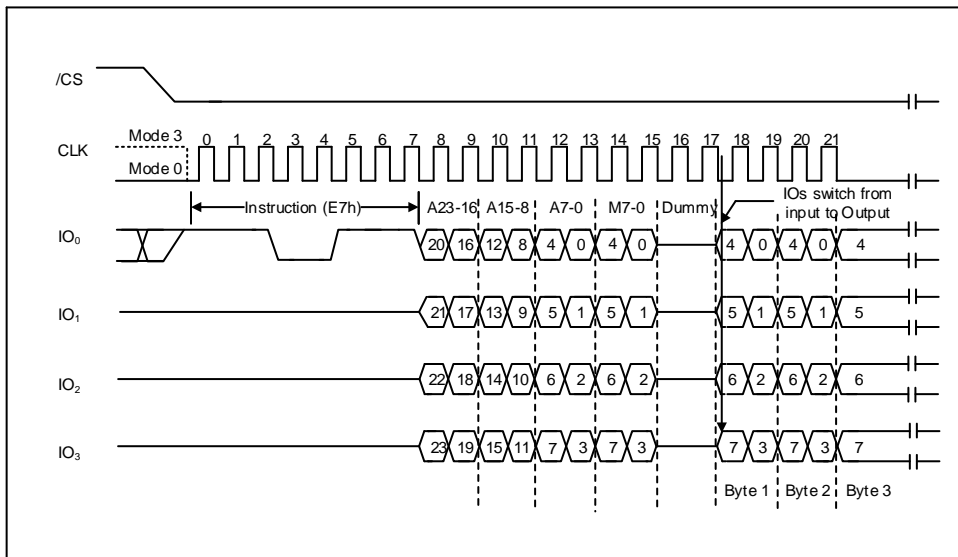 /CS
Mode 3
CLK
Mode 0
0 1 2 3 4 5 6 7 8 9 10 11 12 13 14 15 16 17 18 19 20 21
Instruction (E7h)
A23-16 A15-8 A7-0 M7-0 Dummy
IOs switch from
input to Output
IO0
20 16 12 8 4 0 4 0 4 0 4 0 4
IO1
21 17 13 9 5 1 5 1 5 1 5 1 5
IO2
22 18 14 10 6 2 6 2 6 2 6 2 6
IO3
23 19 15 11 7 3 7 3 7 3 7 3 7
Byte 1 Byte 2 Byte 3